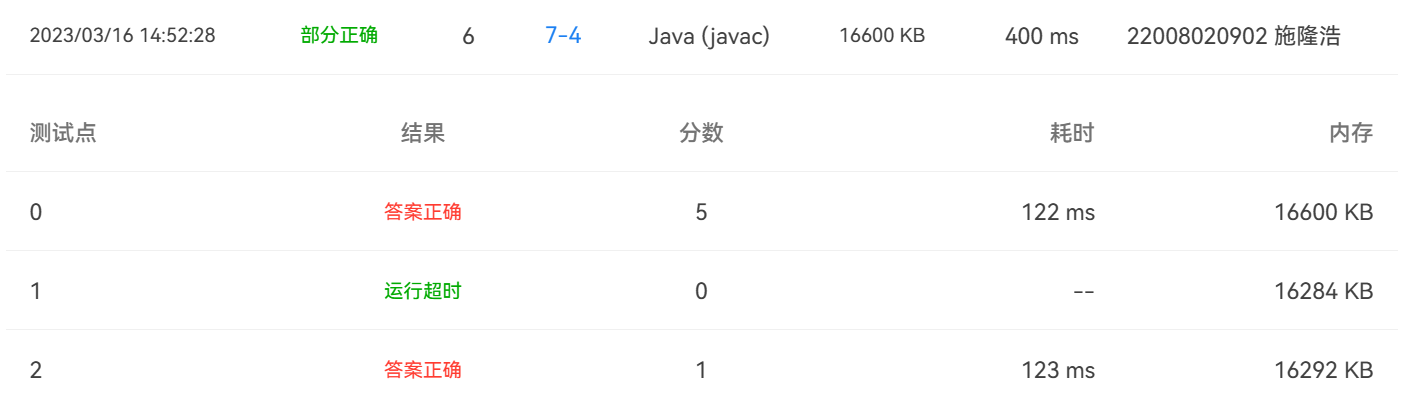 2023/03/16 14:52:28 部分正确 6 7-4 Java (javac) 16600 KB 400 ms 22008020902 施隆浩
测试点 结果 分数 耗时 内存
0 答案正确 5 122 ms 16600 KB
1 运行超时 0 -- 16284 KB
2 答案正确 1 123 ms 16292 KB